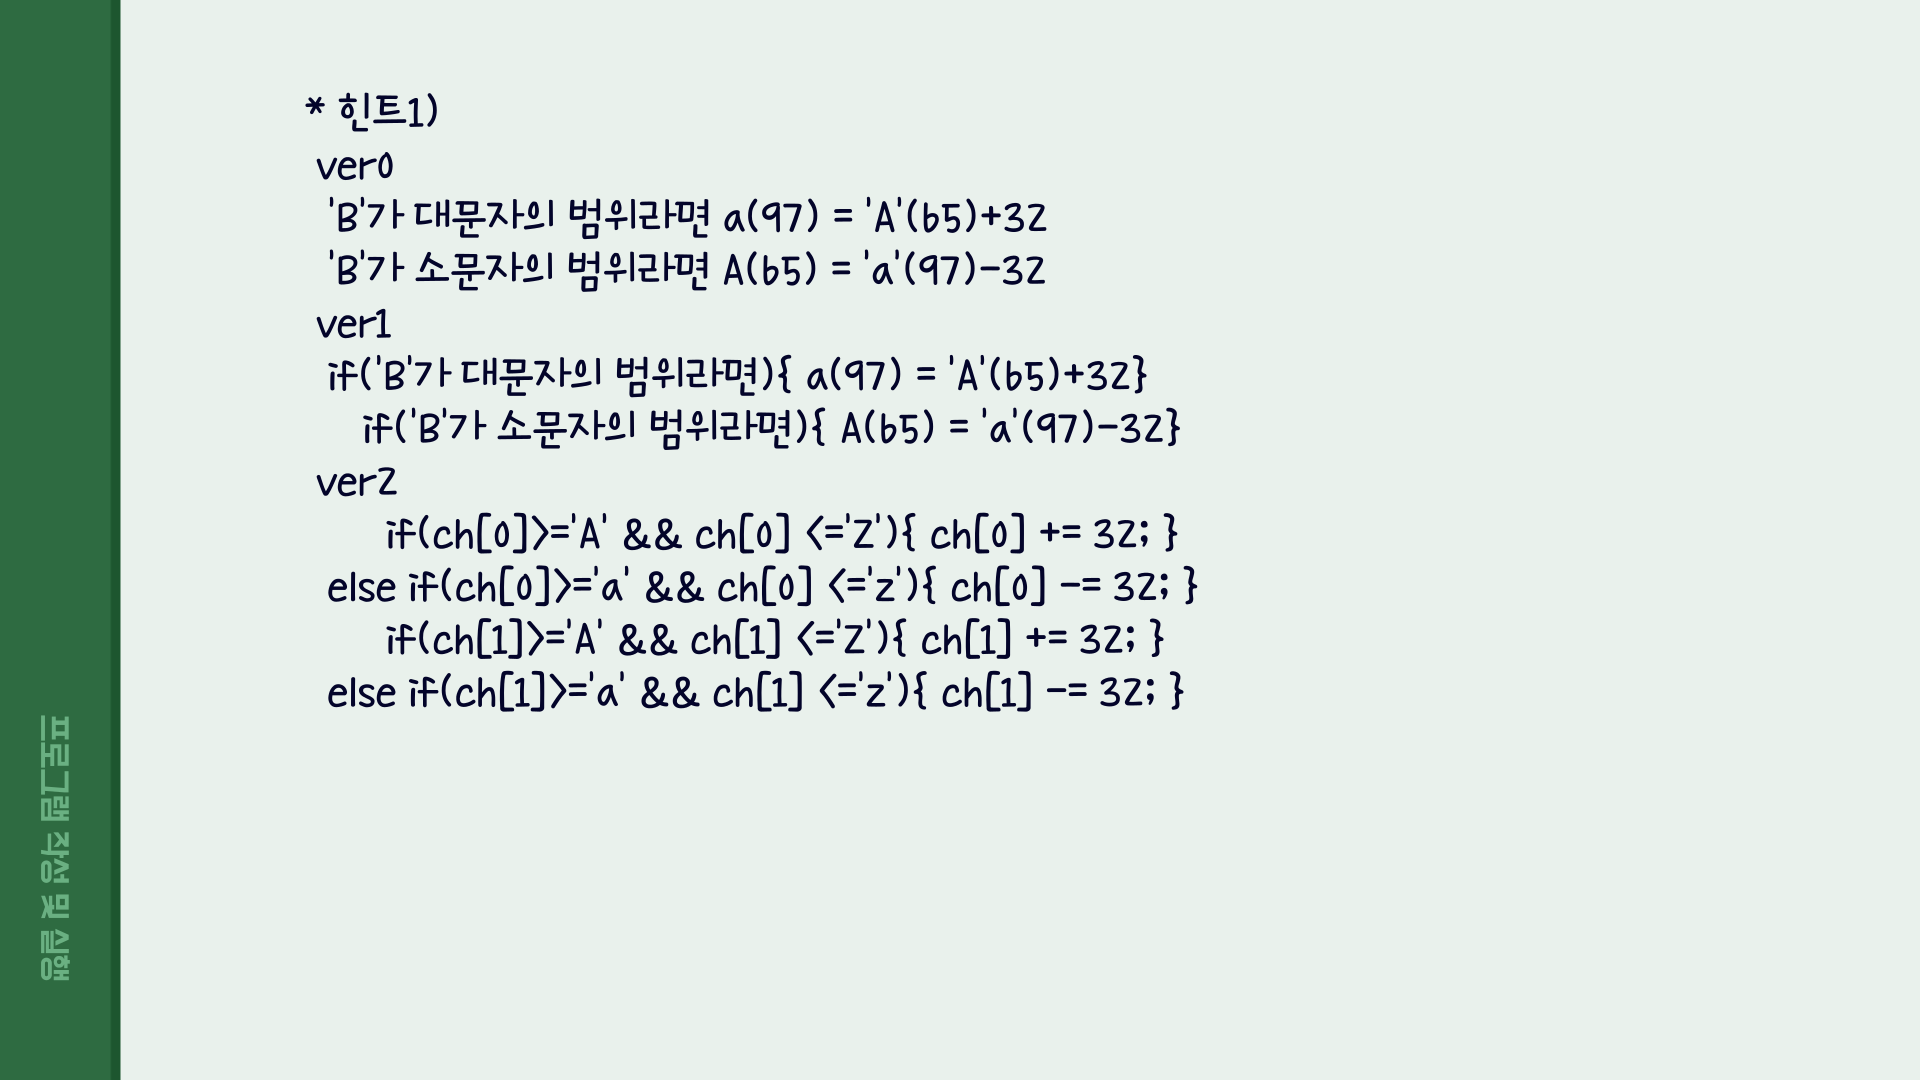 * 힌트1)
ver0
'B'가 대문자의 범위라면 a(97) = 'A'(65)+32
'B'가 소문자의 범위라면 A(65) = 'a'(97)-32
ver1
if('B'가 대문자의 범위라면){ a(97) = 'A'(65)+32}
if('B'가 소문자의 범위라면){ A(65) = 'a'(97)-32}
ver2
if(ch[0]>='A' && ch[0] <='Z'){ ch[0] += 32; }
else if(ch[0]>='a' && ch[0] <='z'){ ch[0] -= 32; }
if(ch[1]>='A' && ch[1] <='Z'){ ch[1] += 32; }
else if(ch[1]>='a' && ch[1] <='z'){ ch[1] -= 32; }
프로그램 작성 및 실행